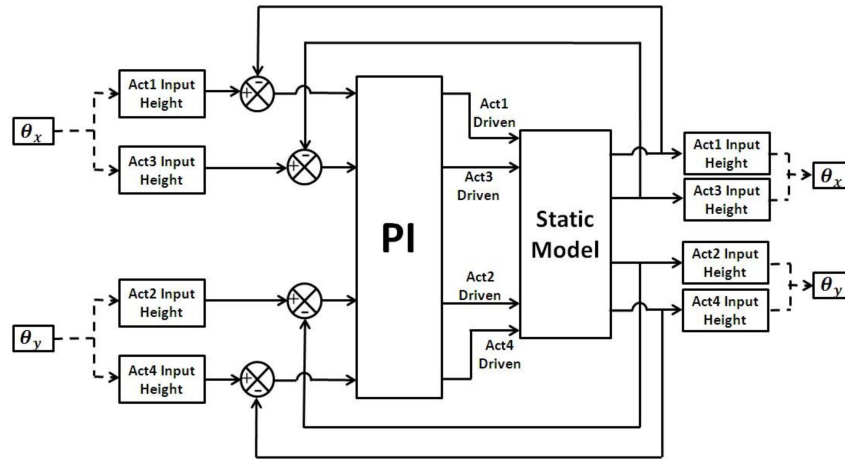 θx
Act1 Input
Height
Act3 Input
Height
θy
Act2 Input
Height
Act4 Input
Height
+
-
+
-
+
-
+
-
PI
Act1
Driven
Act3
Driven
Act2
Driven
Act4
Driven
Static
Model
Act1 Input
Height
Act3 Input
Height
θx
Act2 Input
Height
Act4 Input
Height
θy